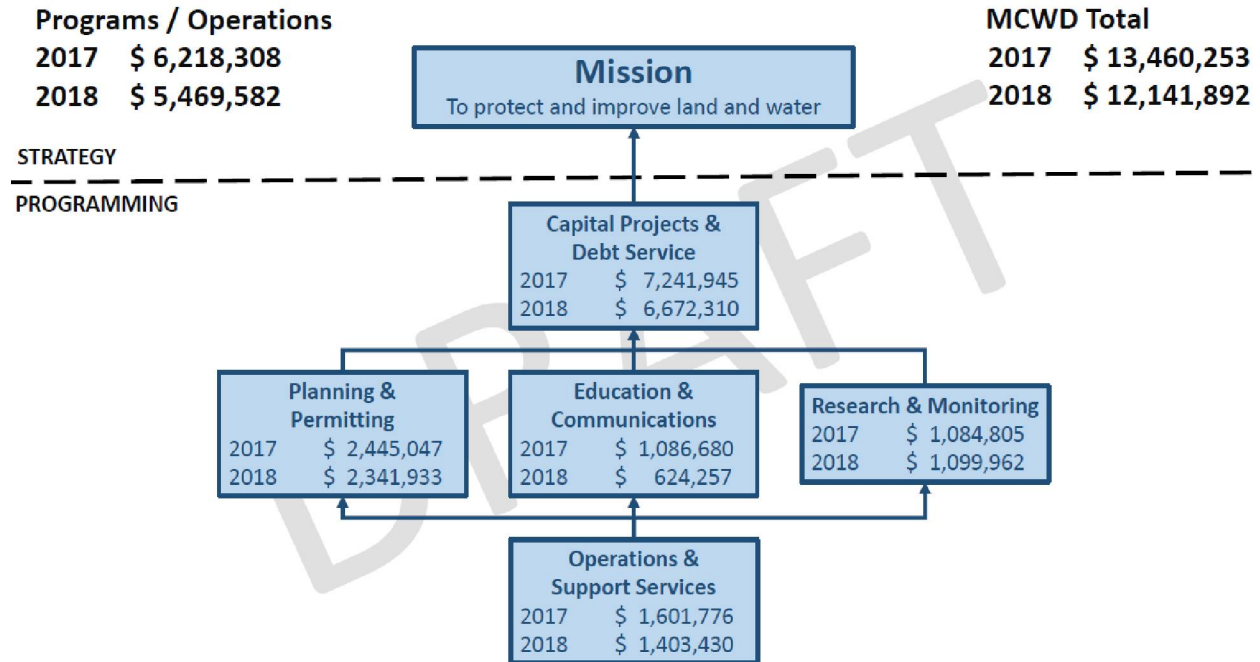 Programs / Operations
2017 $ 6,218,308
2018 $ 5,469,582
MCWD Total
2017 $ 13,460,253
2018 $ 12,141,892
Mission
To protect and improve land and water
STRATEGY
PROGRAMMING
Capital Projects &
Debt Service
2017 $ 7,241,945
2018 $ 6,672,310
Planning &
Permitting
2017 $ 2,445,047
2018 $ 2,341,933
Education &
Communications
2017 $ 1,086,680
2018 $ 624,257
Research & Monitoring
2017 $ 1,084,805
2018 $ 1,099,962
Operations &
Support Services
2017 $ 1,601,776
2018 $ 1,403,430
DRAFT